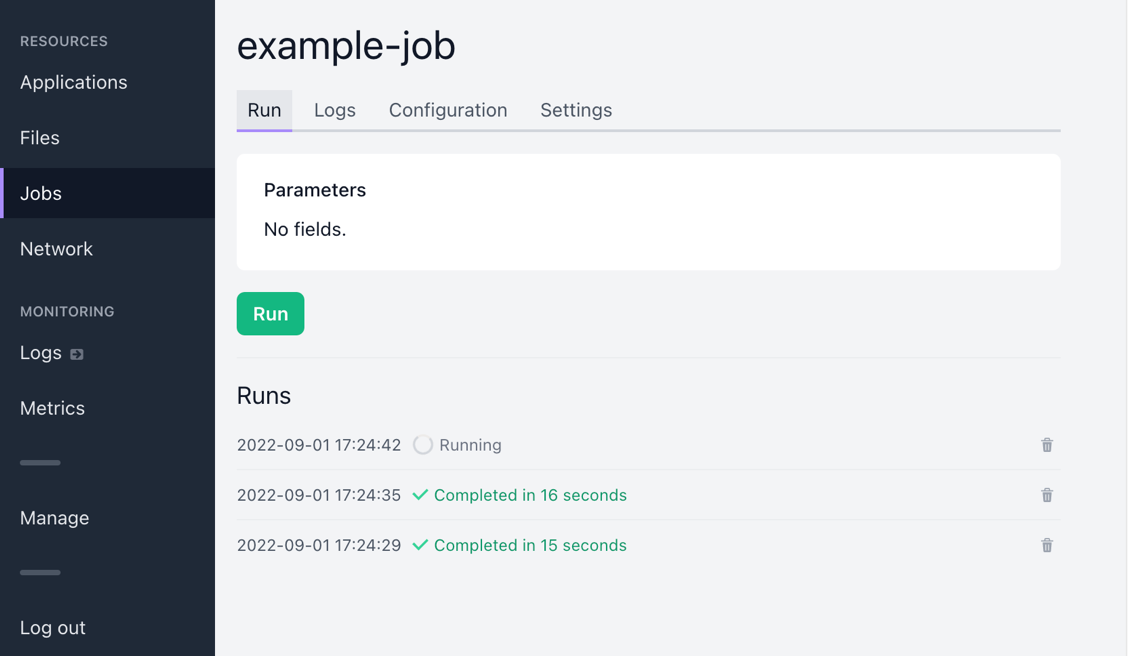 RESOURCES
Applications
Files
Jobs
Network
MONITORING
Logs
Metrics
Manage
Log out
example-job
Run Logs Configuration Settings
Parameters
No fields.
Run
Runs
2022-09-01 17:24:42 Running
2022-09-01 17:24:35 Completed in 16 seconds
2022-09-01 17:24:29 Completed in 15 seconds